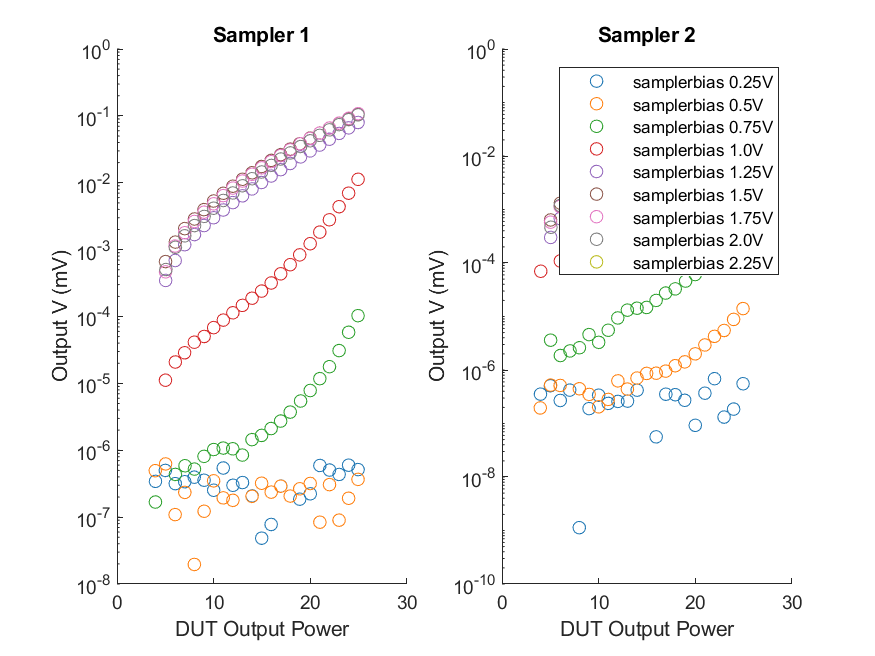 Sampler 1
10^0
10^-1
10^-2
10^-3
10^-4
10^-5
10^-6
10^-7
10^-8
Output V (mV)
0 10 20 30
DUT Output Power
Sampler 2
10^0
10^-2
10^-4
10^-6
10^-8
10^-10
Output V (mV)
0 10 20 30
DUT Output Power
samplerbias 0.25V
samplerbias 0.5V
samplerbias 0.75V
samplerbias 1.0V
samplerbias 1.25V
samplerbias 1.5V
samplerbias 1.75V
samplerbias 2.0V
samplerbias 2.25V